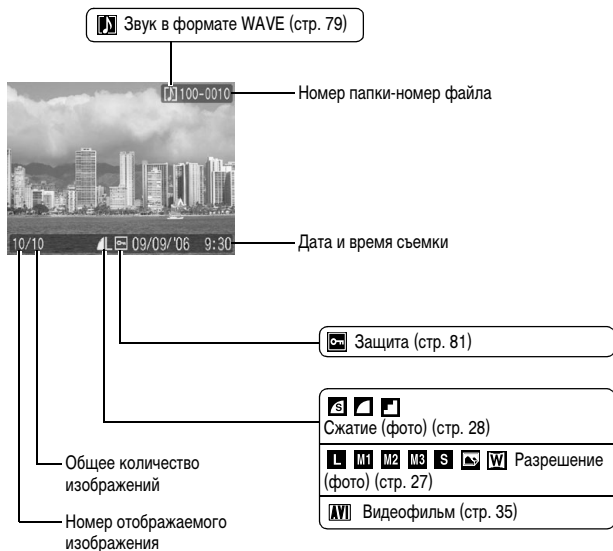 Звук в формате WAVE (стр. 79)
100-0010
Номер папки-номер файла
10/10 L 09/09/'06 9:30
Дата и время съемки
Защита (стр. 81)
S
Сжатие (фото) (стр. 28)
L M1 M2 M3 S W Разрешение
(фото) (стр. 27)
AVI Видеофильм (стр. 35)
Общее количество
изображений
Номер отображаемого
изображения